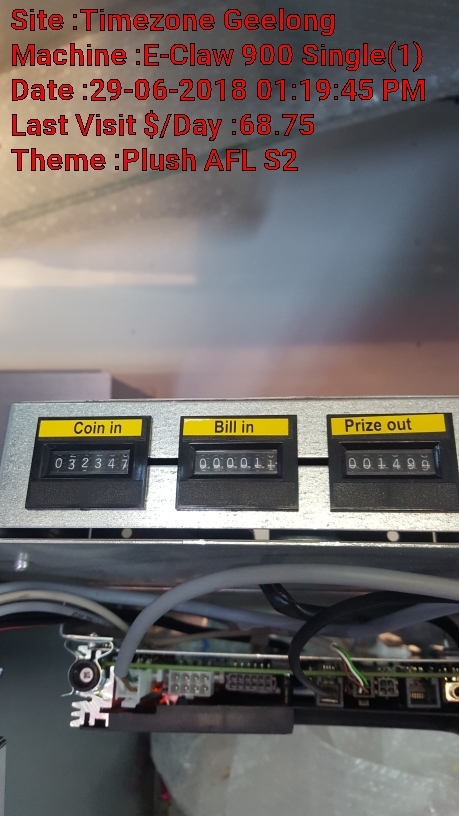 Site :Timezone Geelong
Machine :E-Claw 900 Single(1)
Date :29-06-2018 01:19:45 PM
Last Visit $/Day :68.75
Theme :Plush AFL S2
Coin in Bill in Prize out
032347 000011 001499